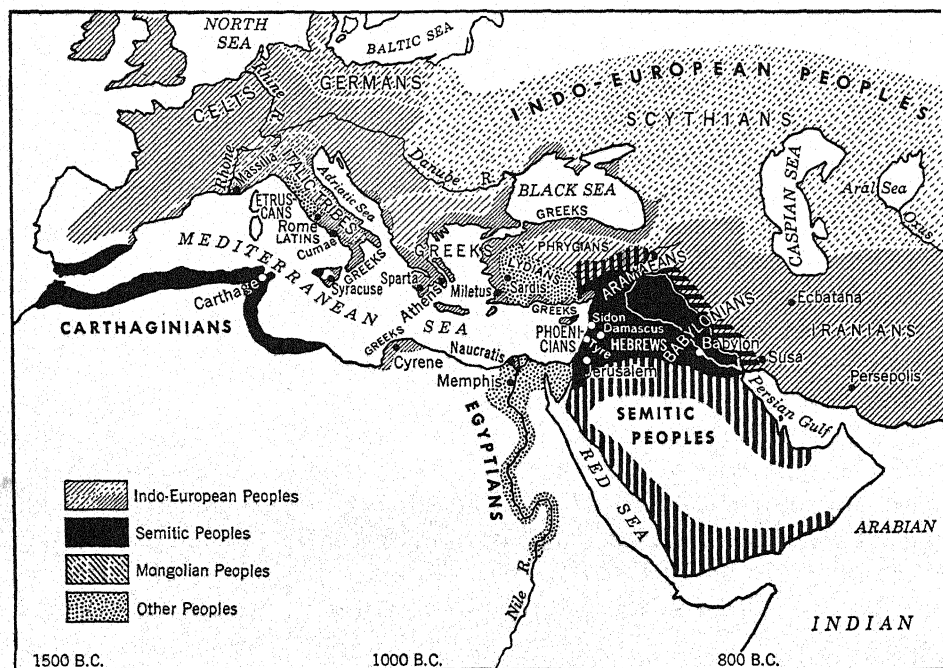 NORTH
SEA
BALTIC SEA
Rhine R.
GERMANS
CELTS
INDO-EUROPEAN PEOPLES
SCYTHIANS
CASPIAN SEA
Aral Sea
Oxus
Rhone
Massilia
ITALIC TRIBES
Adriatic Sea
Danube R.
BLACK SEA
GREEKS
ETRUS-
CANS
Rome
LATINS
Cumae
GREEKS
GREEKS
PHRYGIANS
LYDIANS
Sardis
ARAMAEANS
Ecbatana
MEDITERRANEAN
SEA
Syracuse
Sparta
Athens
Miletus
GREEKS
Carthage
CARTHAGINIANS
Sidon
Damascus
PHOENI-
CIANS
Tyre
HEBREWS
BABYLONIANS
Babylon
IRANIANS
Susa
Persepolis
Jerusalem
GREEKS
Cyrene
Naucratis
Memphis
EGYPTIANS
SEMITIC
PEOPLES
Persian Gulf
RED SEA
ARABIAN
Nile R.
INDIAN
Indo-European Peoples
Semitic Peoples
Mongolian Peoples
Other Peoples
1500 B.C.
1000 B.C.
800 B.C.